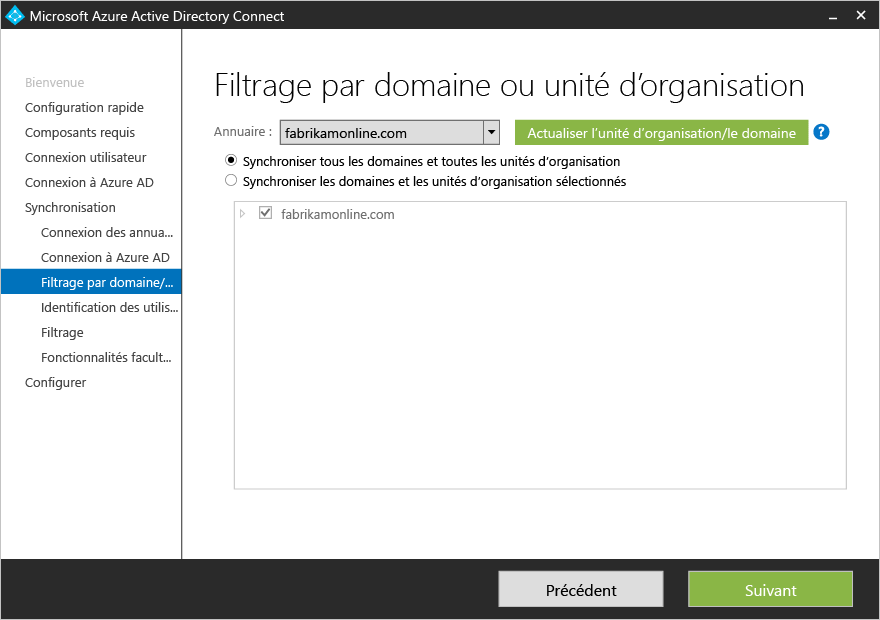 Microsoft Azure Active Directory Connect
Bienvenue
Configuration rapide
Composants requis
Connexion utilisateur
Connexion à Azure AD
Synchronisation
Connexion des annua...
Connexion à Azure AD
Filtrage par domaine/...
Identification des utilis...
Filtrage
Fonctionnalités facult...
Configurer
Filtrage par domaine ou unité d’organisation
Annuaire : fabrikamonline.com Actualiser l’unité d’organisation/le domaine ?
Synchroniser tous les domaines et toutes les unités d’organisation
Synchroniser les domaines et les unités d’organisation sélectionnés
fabrikamonline.com
Précédent Suivant